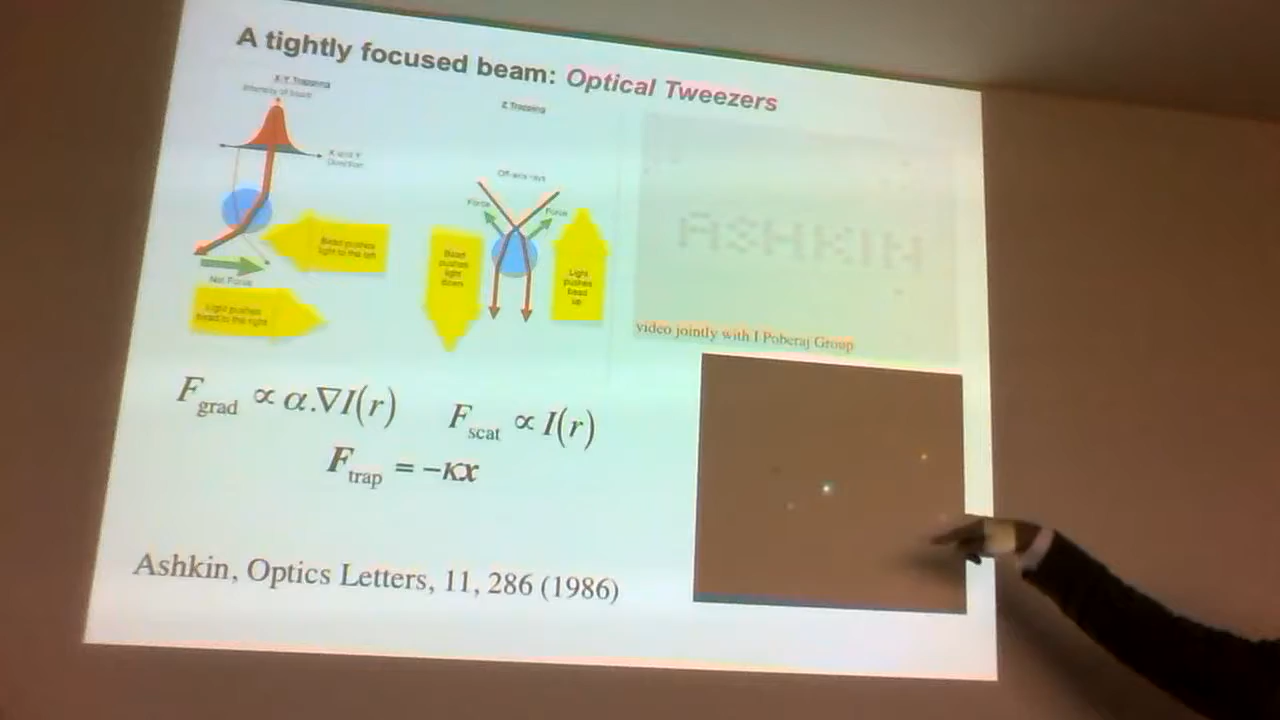 A tightly focused beam: Optical Tweezers
X-Y Trapping
Intensity of beam
X and Y
Direction
Bead pushes
light to the left
Net Force
Light pushes
bead to the right
Z Trapping
Off-axis rays
Force
Force
Bead
pushes
light
down
Light
pushes
bead
up
ASHKIN
video jointly with I Poberaj Group
F_grad ∝ α.∇I(r)
F_scat ∝ I(r)
F_trap = −κx
Ashkin, Optics Letters, 11, 286 (1986)